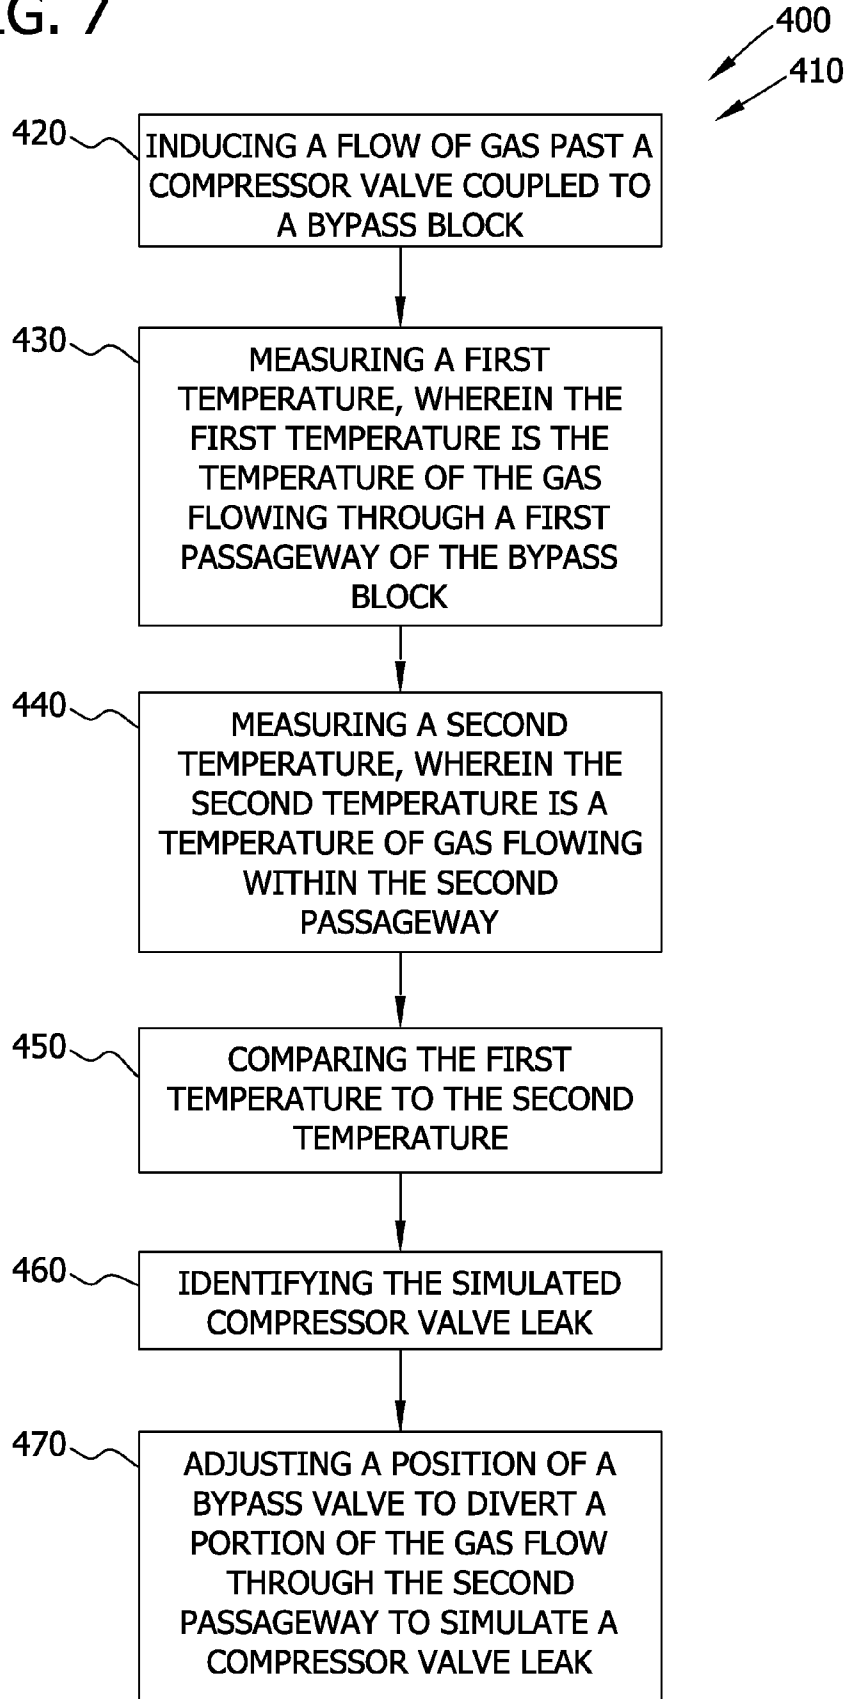 G. 7
400
410
420
INDUCING A FLOW OF GAS PAST A
COMPRESSOR VALVE COUPLED TO
A BYPASS BLOCK
430
MEASURING A FIRST
TEMPERATURE, WHEREIN THE
FIRST TEMPERATURE IS THE
TEMPERATURE OF THE GAS
FLOWING THROUGH A FIRST
PASSAGEWAY OF THE BYPASS
BLOCK
440
MEASURING A SECOND
TEMPERATURE, WHEREIN THE
SECOND TEMPERATURE IS A
TEMPERATURE OF GAS FLOWING
WITHIN THE SECOND
PASSAGEWAY
450
COMPARING THE FIRST
TEMPERATURE TO THE SECOND
TEMPERATURE
460
IDENTIFYING THE SIMULATED
COMPRESSOR VALVE LEAK
470
ADJUSTING A POSITION OF A
BYPASS VALVE TO DIVERT A
PORTION OF THE GAS FLOW
THROUGH THE SECOND
PASSAGEWAY TO SIMULATE A
COMPRESSOR VALVE LEAK